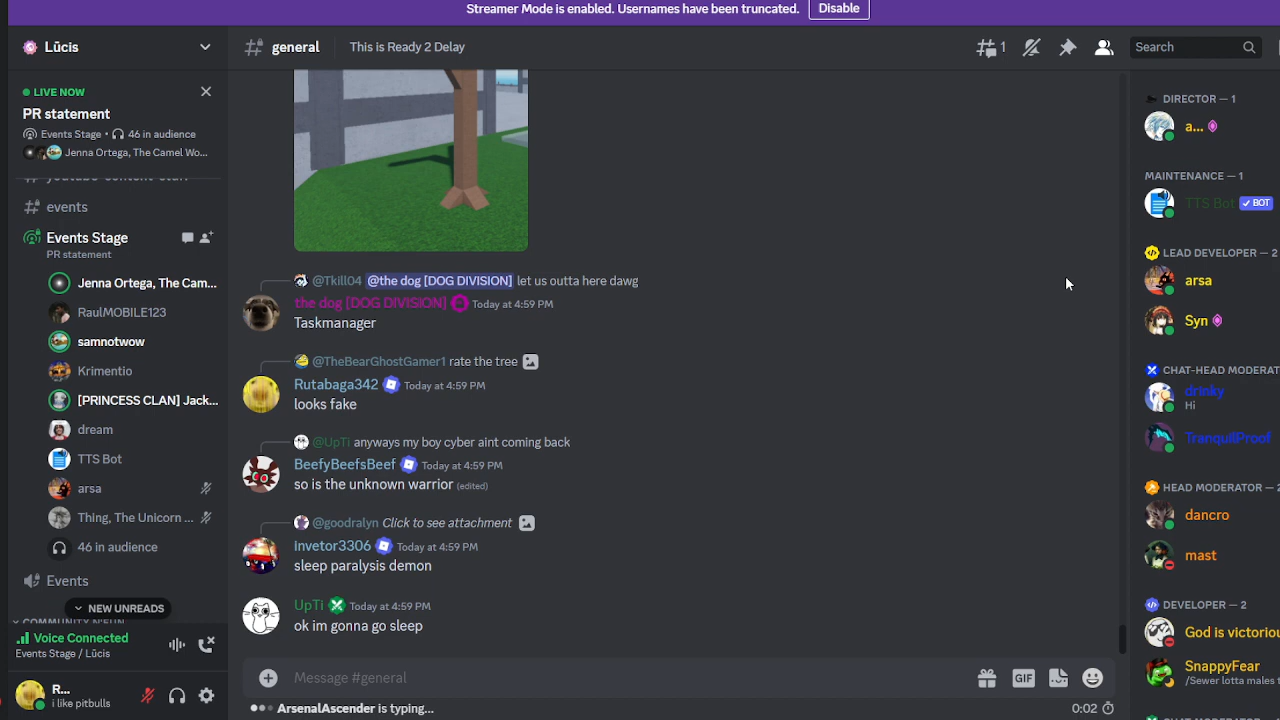 Streamer Mode is enabled. Usernames have been truncated. Disable
Lūcis
LIVE NOW
PR statement
Events Stage • 46 in audience
Jenna Ortega, The Camel Wo...
events
Events Stage
PR statement
Jenna Ortega, The Cam...
RaulMOBILE123
samnotwow
Krimentio
[PRINCESS CLAN] Jack...
dream
TTS Bot
arsa
Thing, The Unicorn ...
46 in audience
Events
NEW UNREADS
Voice Connected
Events Stage / Lūcis
R...
i like pitbulls
general This is Ready 2 Delay
1
Search
@Tkill04 @the dog [DOG DIVISION] let us outta here dawg
the dog [DOG DIVISION] Today at 4:59 PM
Taskmanager
@TheBearGhostGamer1 rate the tree
Rutabaga342 Today at 4:59 PM
looks fake
@UpTi anyways my boy cyber aint coming back
BeefyBeefsBeef Today at 4:59 PM
so is the unknown warrior (edited)
@goodralyn Click to see attachment
Invetor3306 Today at 4:59 PM
sleep paralysis demon
UpTi Today at 4:59 PM
ok im gonna go sleep
Message #general
GIF
ArsenalAscender is typing...
0:02
DIRECTOR — 1
a...
MAINTENANCE — 1
TTS Bot ✓ BOT
LEAD DEVELOPER — 2
arsa
Syn
CHAT-HEAD MODERAT
drinky
Hi
TranquilProof
HEAD MODERATOR — 2
dancro
mast
DEVELOPER — 2
God is victoriou
SnappyFear
/Sewer lotta males t